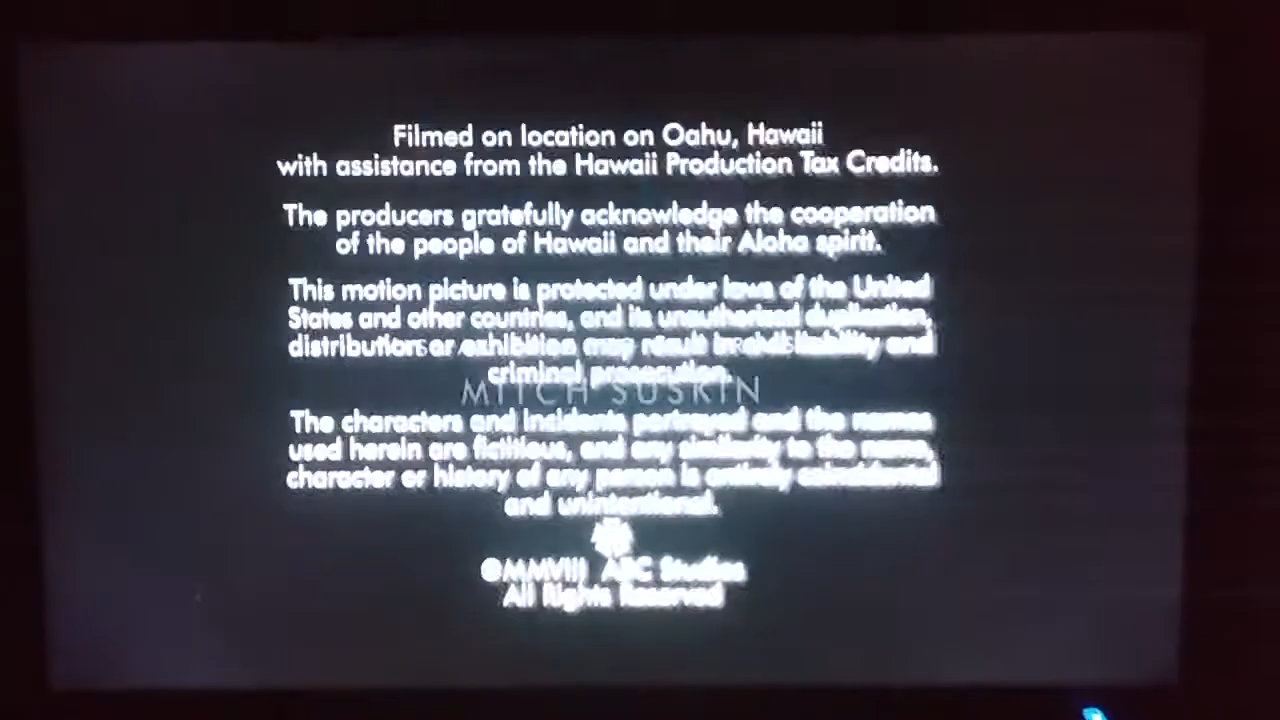 Filmed on location on Oahu, Hawaii
with assistance from the Hawaii Production Tax Credits.
The producers gratefully acknowledge the cooperation
of the people of Hawaii and their Aloha spirit.
This motion picture is protected under laws of the United
States and other countries, and its unauthorized duplication,
distribution or exhibition may result in civil liability and
criminal prosecution.
MITCH SUSKIN
The characters and incidents portrayed and the names
used herein are fictitious, and any similarity to the name,
character or history of any person is entirely coincidental
and unintentional.
©MMVIII ABC Studios
All Rights Reserved